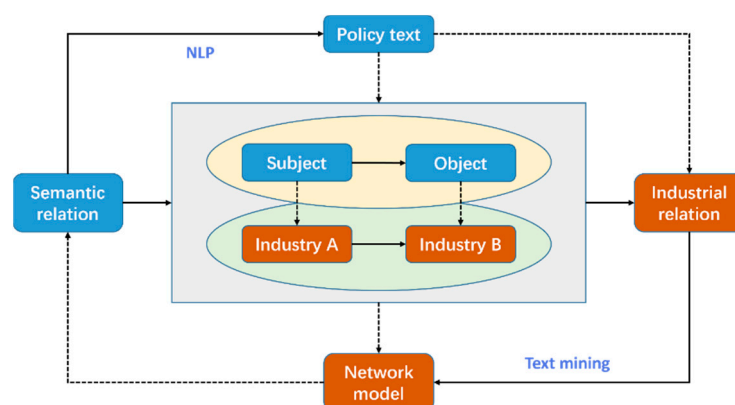 Policy text
NLP
Subject
Object
Semantic
relation
Industrial
relation
Industry A
Industry B
Text mining
Network
model